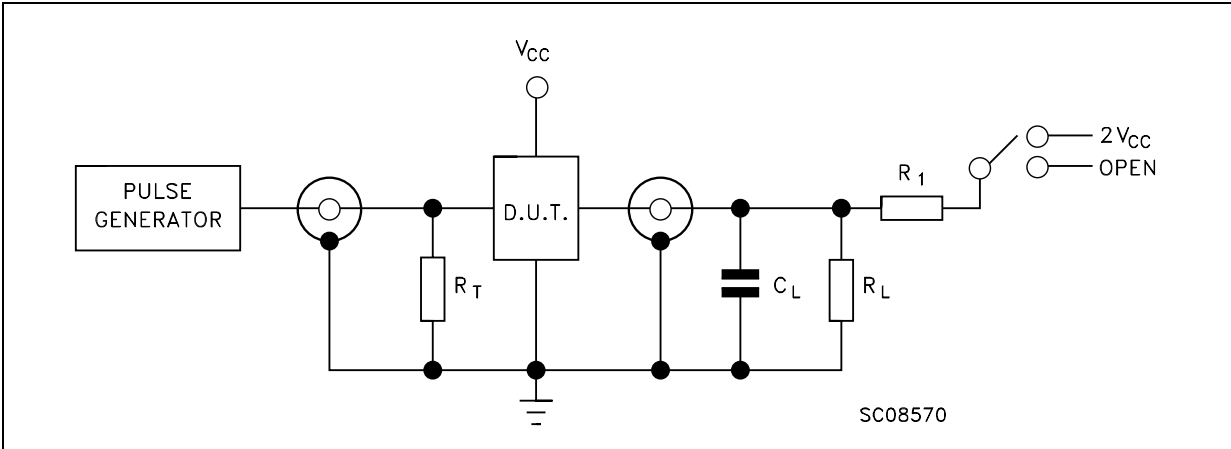 VCC
2VCC
OPEN
R1
PULSE
GENERATOR
D.U.T.
RT
CL
RL
SC08570